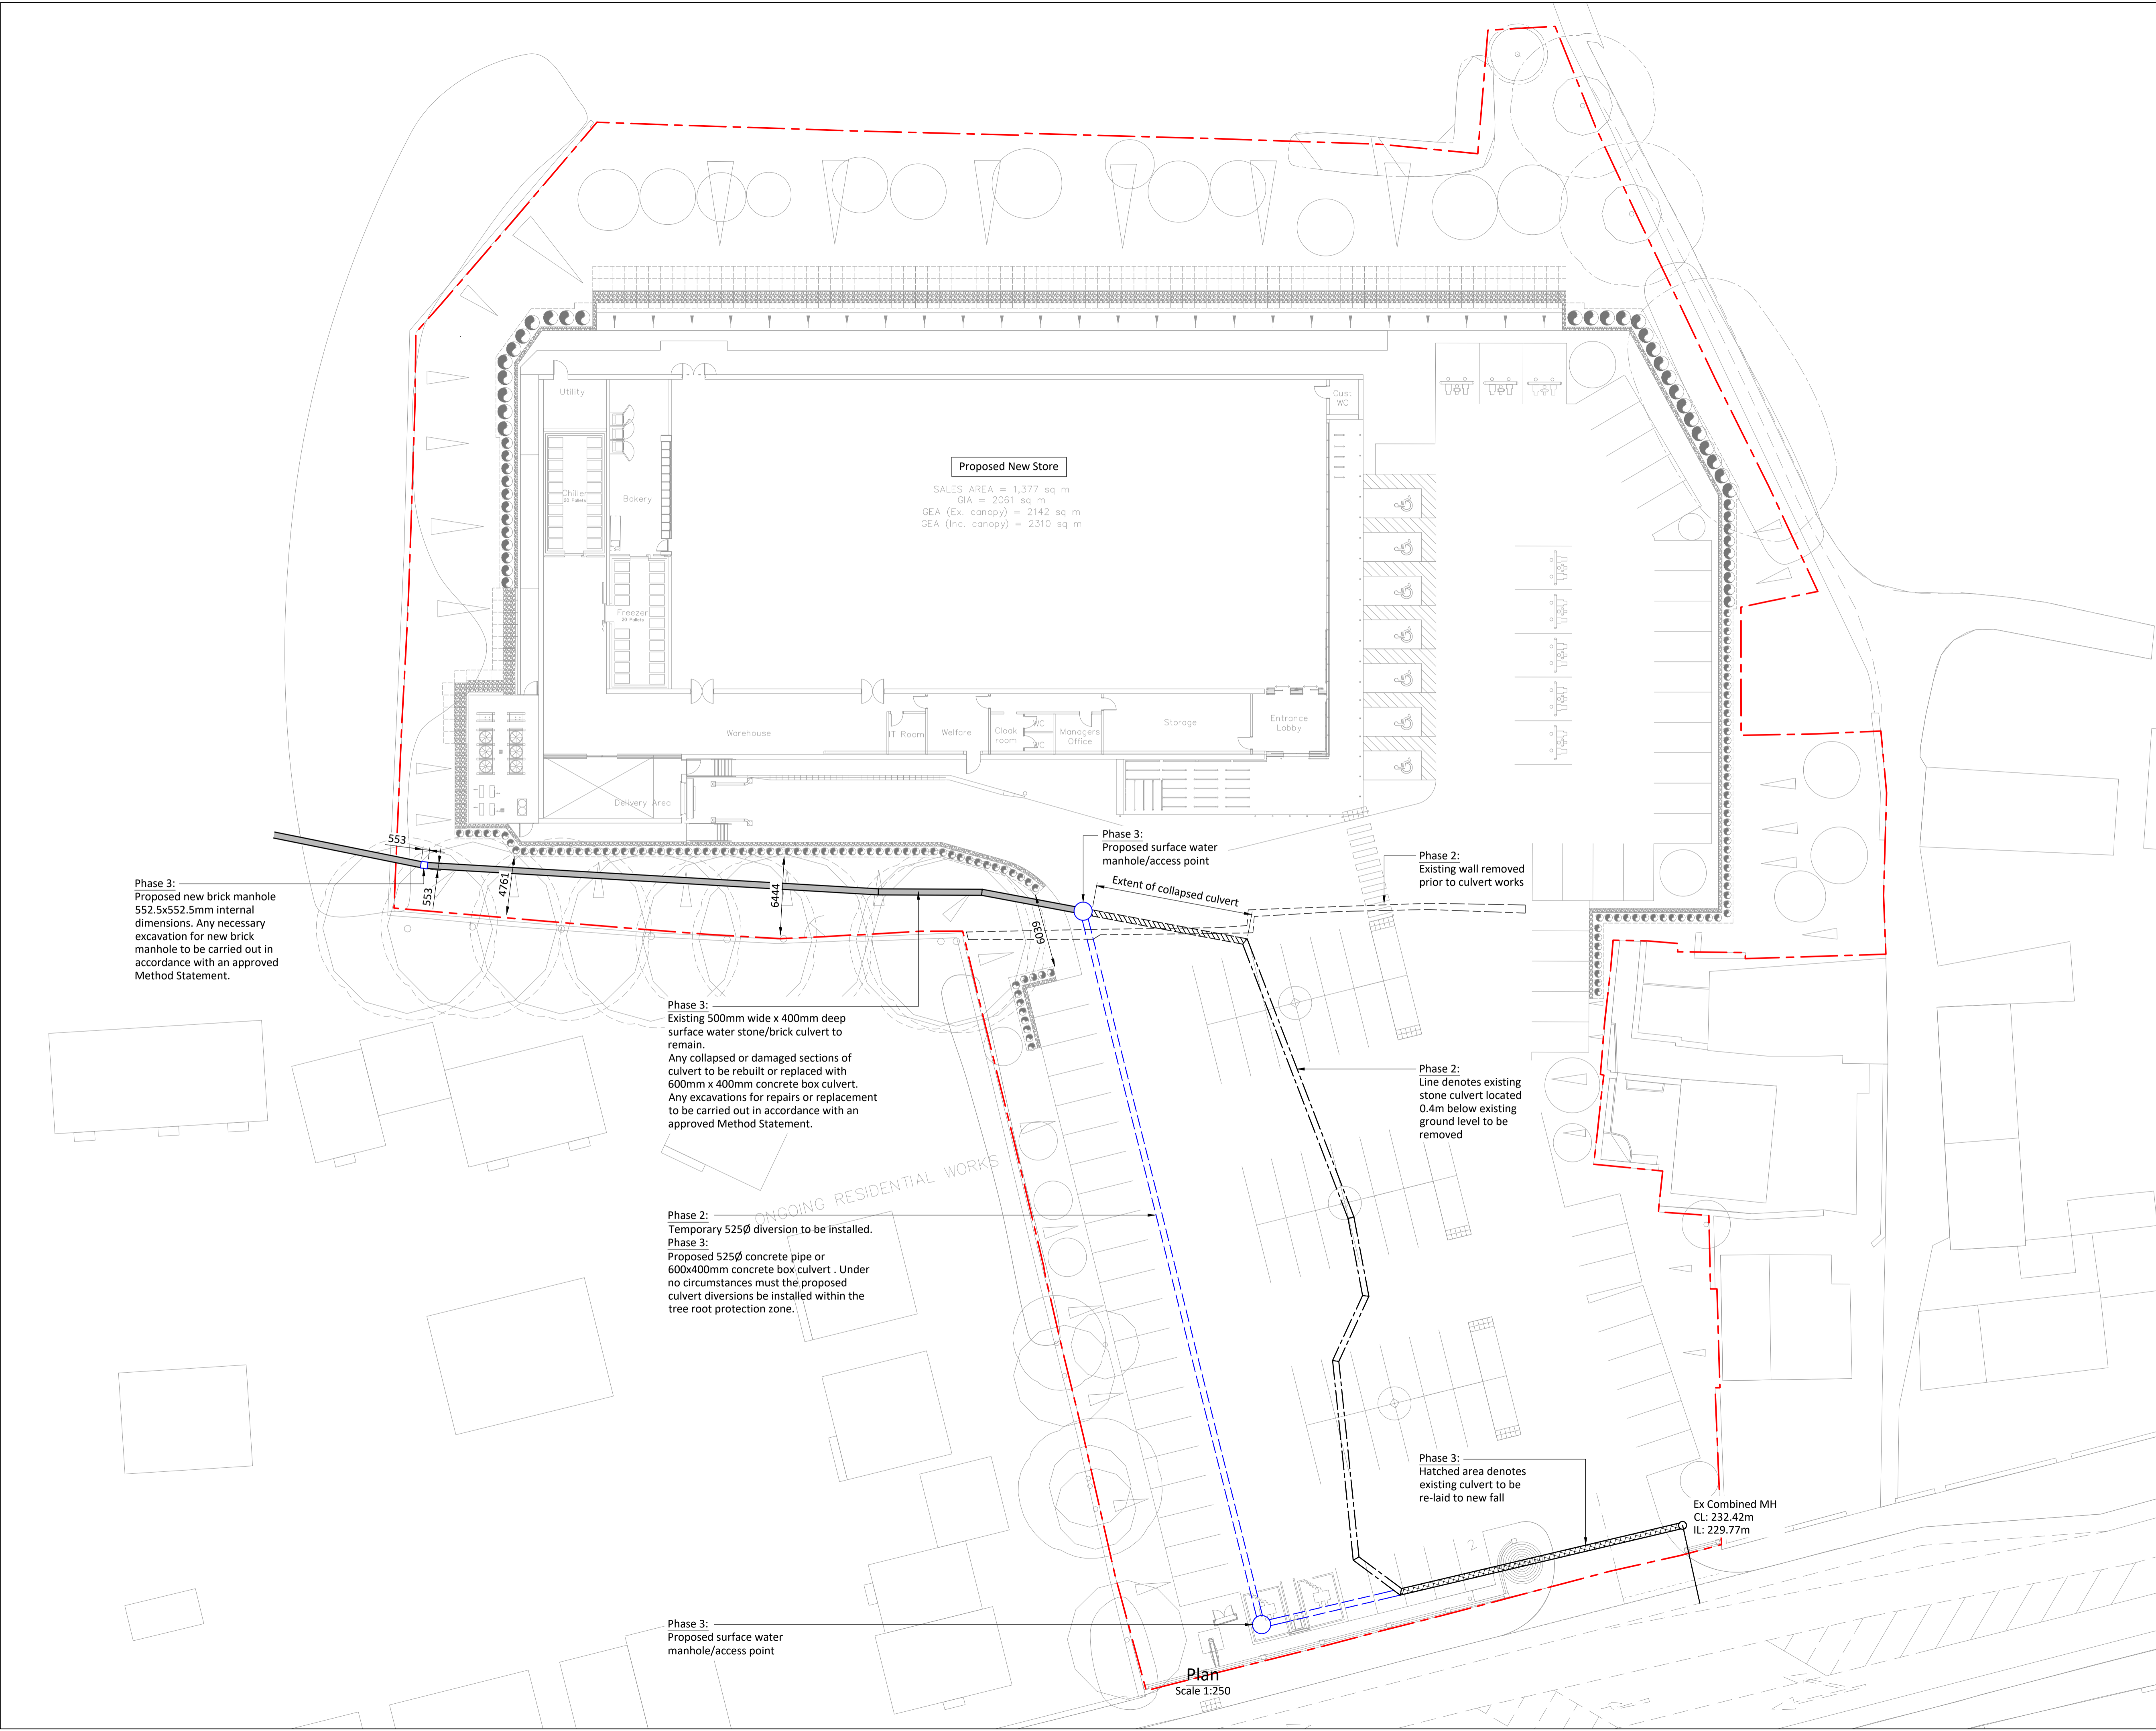 Utility
Cust
WC
Proposed New Store
SALES AREA = 1,377 sq m
GIA = 2061 sq m
GEA (Ex. canopy) = 2142 sq m
GEA (Inc. canopy) = 2310 sq m
Chiller
20 Pallets
Bakery
Freezer
20 Pallets
Warehouse
IT Room
Welfare
Cloak
room
WC
WC
Managers
Office
Storage
Entrance
Lobby
Delivery Area
553
553
4761
6444
6039
Phase 3:
Proposed new brick manhole
552.5x552.5mm internal
dimensions. Any necessary
excavation for new brick
manhole to be carried out in
accordance with an approved
Method Statement.
Phase 3:
Proposed surface water
manhole/access point
Extent of collapsed culvert
Phase 2:
Existing wall removed
prior to culvert works
Phase 3:
Existing 500mm wide x 400mm deep
surface water stone/brick culvert to
remain.
Any collapsed or damaged sections of
culvert to be rebuilt or replaced with
600mm x 400mm concrete box culvert.
Any excavations for repairs or replacement
to be carried out in accordance with an
approved Method Statement.
Phase 2:
Line denotes existing
stone culvert located
0.4m below existing
ground level to be
removed
ONGOING RESIDENTIAL WORKS
Phase 2:
Temporary 525Ø diversion to be installed.
Phase 3:
Proposed 525Ø concrete pipe or
600x400mm concrete box culvert . Under
no circumstances must the proposed
culvert diversions be installed within the
tree root protection zone.
Phase 3:
Hatched area denotes
existing culvert to be
re-laid to new fall
Ex Combined MH
CL: 232.42m
IL: 229.77m
2
Phase 3:
Proposed surface water
manhole/access point
Plan
Scale 1:250
G